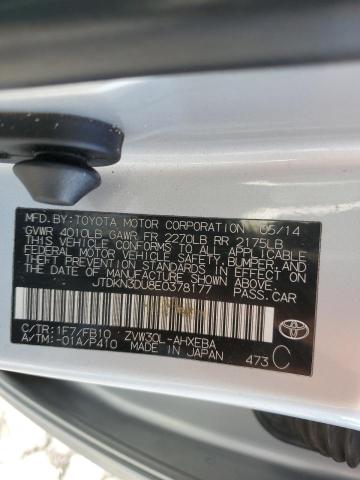 MFD.BY:TOYOTA MOTOR CORPORATION 05/14
GVWR 4010LB GAWR FR 2270LB RR 2175LB
THIS VEHICLE CONFORMS TO ALL APPLICABLE
FEDERAL MOTOR VEHICLE SAFETY, BUMPER, AND
THEFT PREVENTION STANDARDS IN EFFECT ON
THE DATE OF MANUFACTURE SHOWN ABOVE.
JTDKN3DU8E0378177 PASS.CAR
C/TR:1F7/FB10 ZVW30L-AHXEBA
A/TM:-01A/P410 MADE IN JAPAN 473 C
TOYOTA